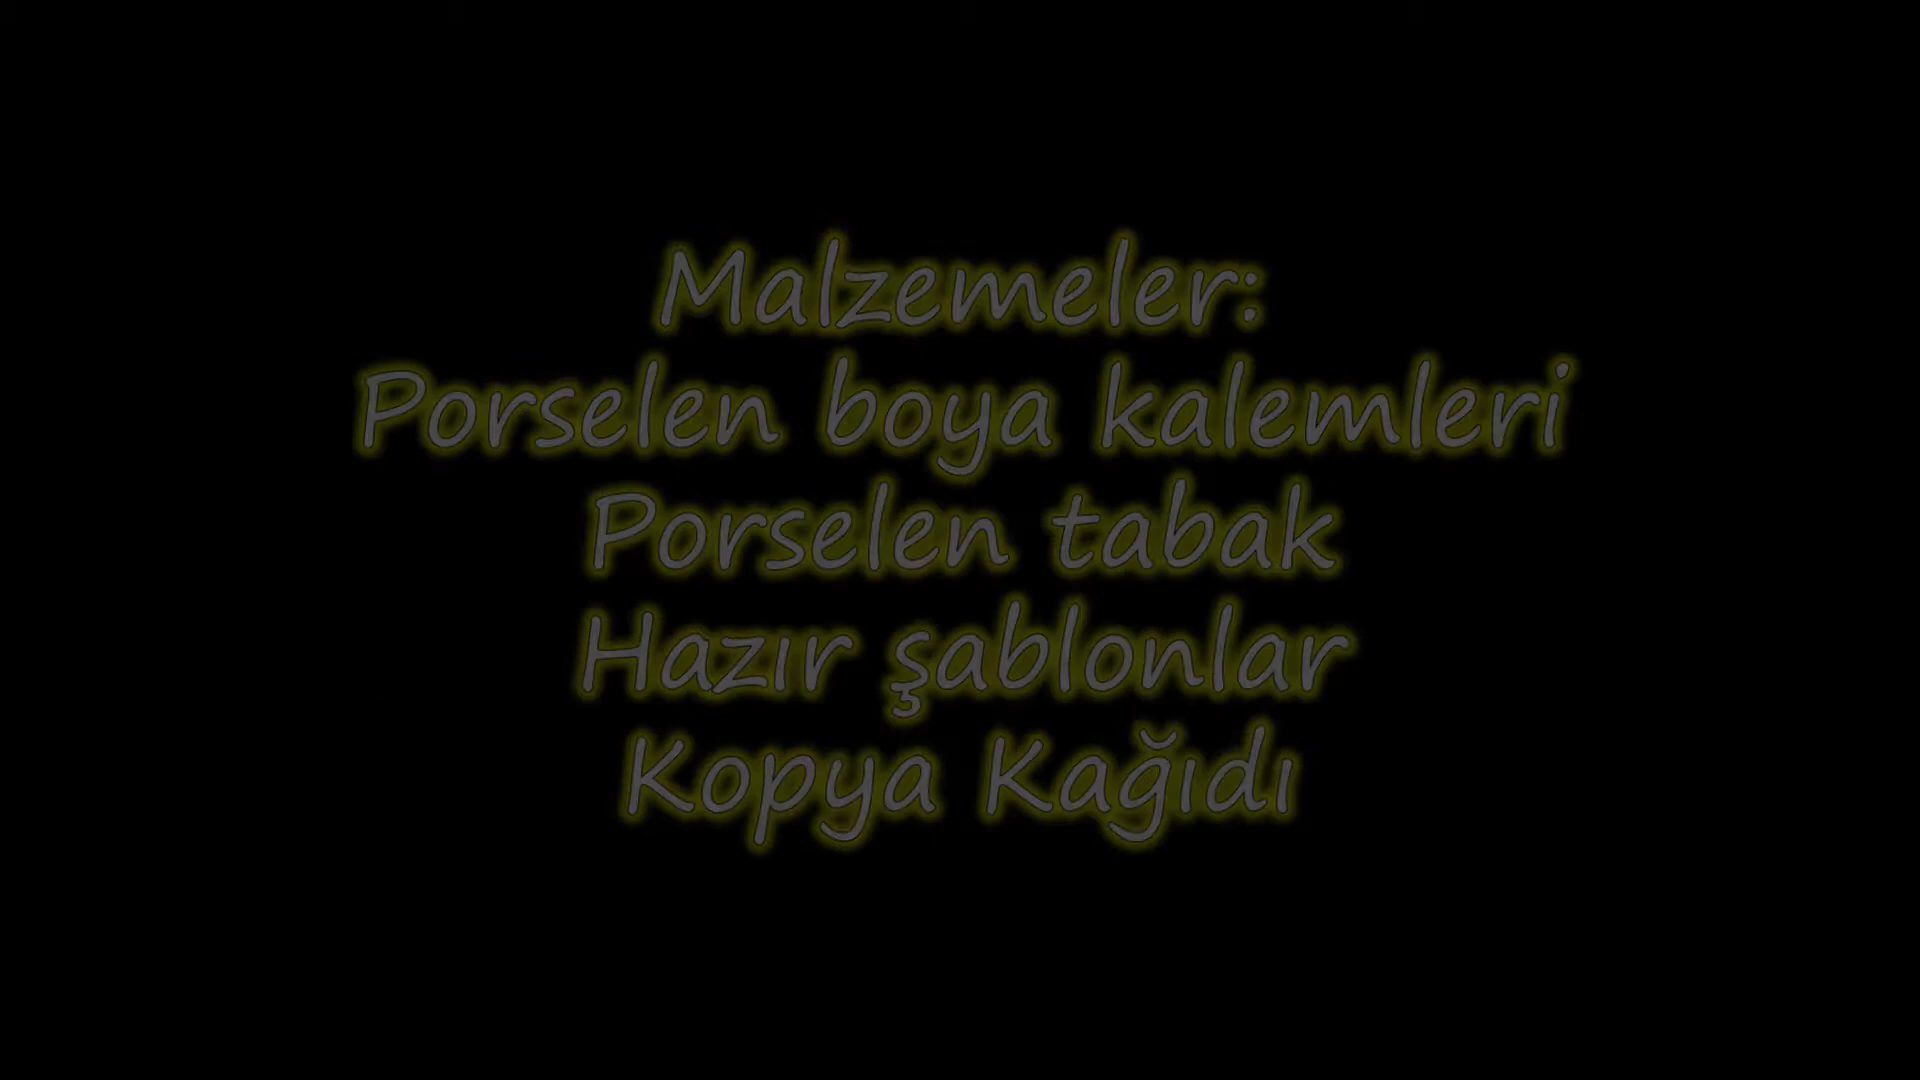 Malzemeler:
Porselen boya kalemleri
Porselen tabak
Hazır şablonlar
Kopya Kağıdı